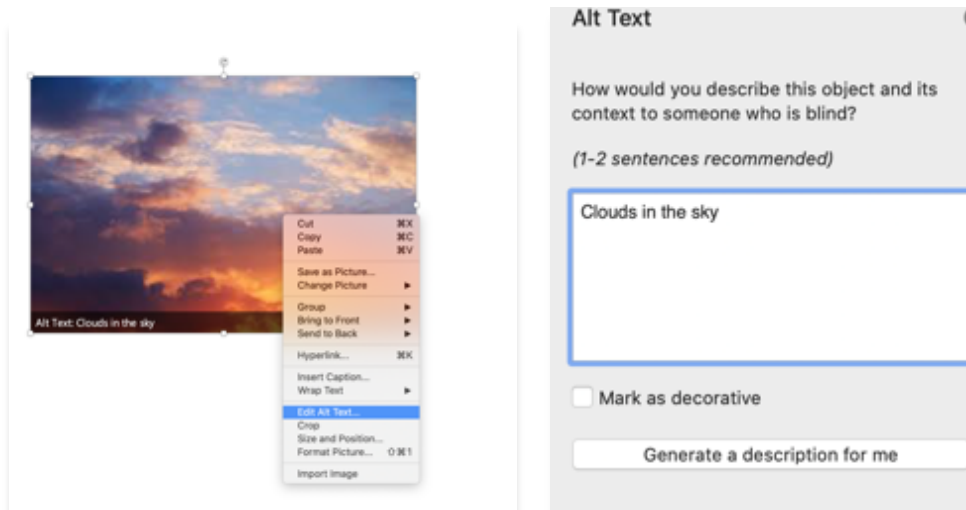 Alt Text: Clouds in the sky
Cut ⌘X
Copy ⌘C
Paste ⌘V
Save as Picture...
Change Picture
Group
Bring to Front
Send to Back
Hyperlink... ⌘K
Insert Caption...
Wrap Text
Edit Alt Text...
Crop
Size and Position...
Format Picture... ⇧⌘1
Import Image
Alt Text
How would you describe this object and its
context to someone who is blind?
(1-2 sentences recommended)
Clouds in the sky
Mark as decorative
Generate a description for me